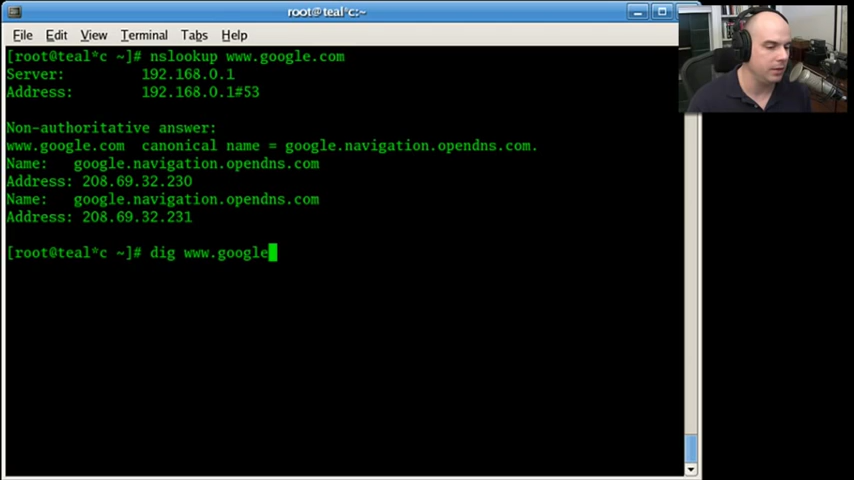 root@teal*c:~
File Edit View Terminal Tabs Help
[root@teal*c ~]# nslookup www.google.com
Server: 192.168.0.1
Address: 192.168.0.1#53
Non-authoritative answer:
www.google.com canonical name = google.navigation.opendns.com.
Name: google.navigation.opendns.com
Address: 208.69.32.230
Name: google.navigation.opendns.com
Address: 208.69.32.231
[root@teal*c ~]# dig www.google